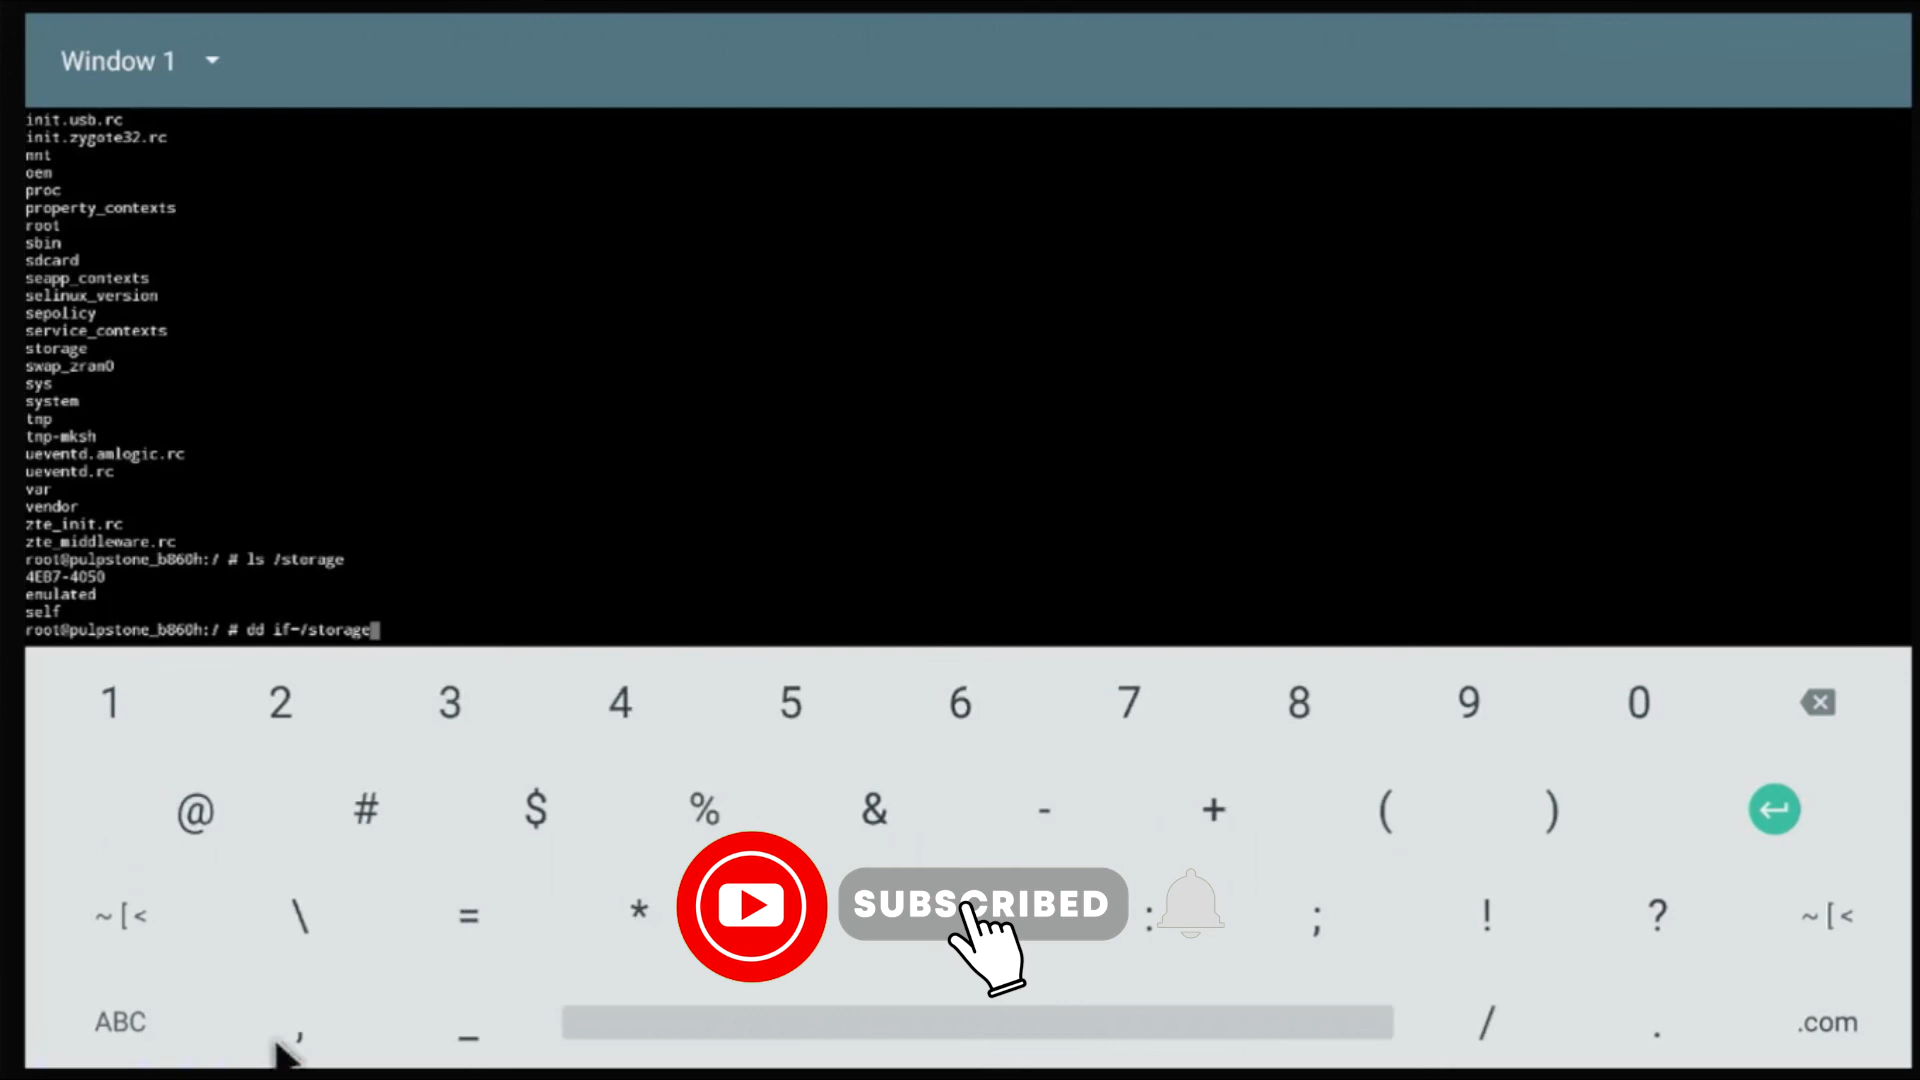 Window 1
init.usb.rc
init.zygote32.rc
mnt
oem
proc
property_contexts
root
sbin
sdcard
seapp_contexts
selinux_version
sepolicy
service_contexts
storage
swap_zram0
sys
system
tmp
tmp-mksh
ueventd.amlogic.rc
ueventd.rc
var
vendor
zte_init.rc
zte_middleware.rc
root@pulpstone_b860h:/ # ls /storage
4EB7-4050
emulated
self
root@pulpstone_b860h:/ # dd if=/storage
1 2 3 4 5 6 7 8 9 0
@ # $ % & - + ( )
~[< \ = * : ; ! ? ~[<
SUBSCRIBED
ABC , _ / . .com